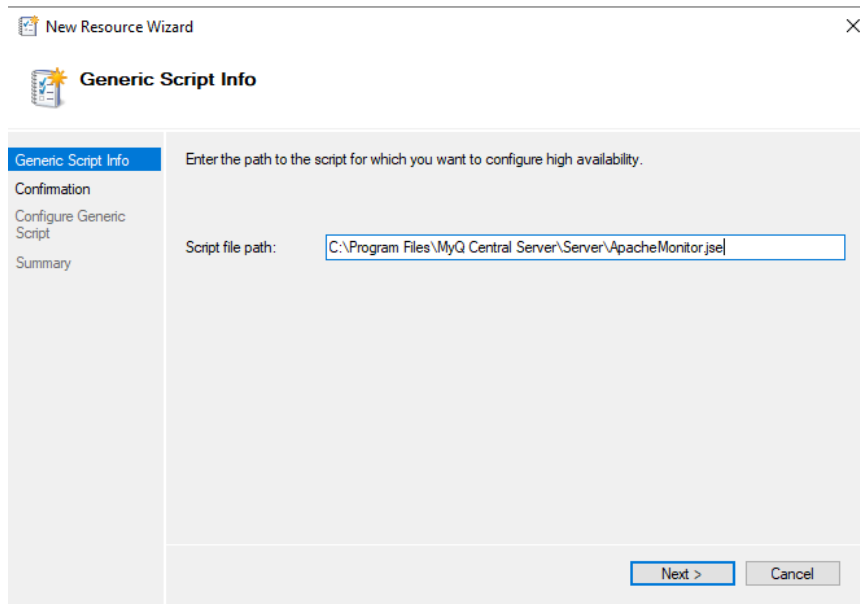 New Resource Wizard
Generic Script Info
Generic Script Info
Confirmation
Configure Generic
Script
Summary
Enter the path to the script for which you want to configure high availability.
Script file path:
C:\Program Files\MyQ Central Server\Server\ApacheMonitor.jse
Next >
Cancel